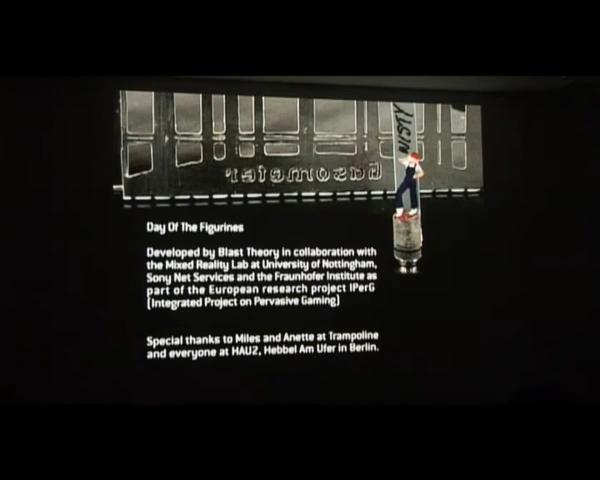 Day Of The Figurines
Developed by Blast Theory in collaboration with
the Mixed Reality Lab at University of Nottingham,
Sony Net Services and the Fraunhofer Institute as
part of the European research project IPerG
(Integrated Project on Pervasive Gaming)
Special thanks to Miles and Anette at Trampoline
and everyone at HAU2, Hebbel Am Ufer in Berlin.